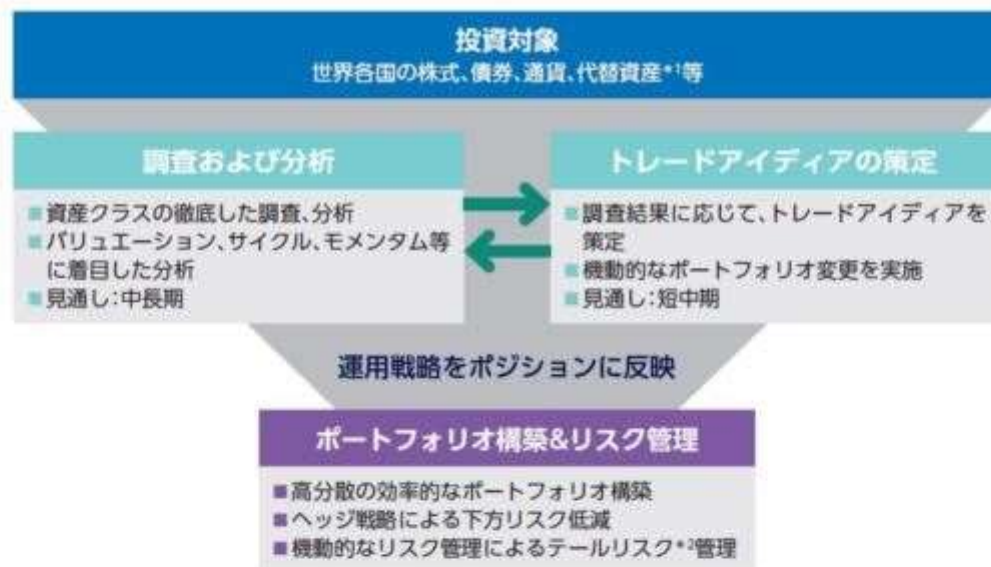 投資対象
世界各国の株式、債券、通貨、代替資産*1等
調査および分析
■資産クラスの徹底した調査、分析
■バリュエーション、サイクル、モメンタム等
に着目した分析
■見通し:中長期
トレードアイディアの策定
■調査結果に応じて、トレードアイディアを
策定
■機動的なポートフォリオ変更を実施
■見通し:短中期
運用戦略をポジションに反映
ポートフォリオ構築&リスク管理
■高分散の効率的なポートフォリオ構築
■ヘッジ戦略による下方リスク低減
■機動的なリスク管理によるテールリスク*2管理